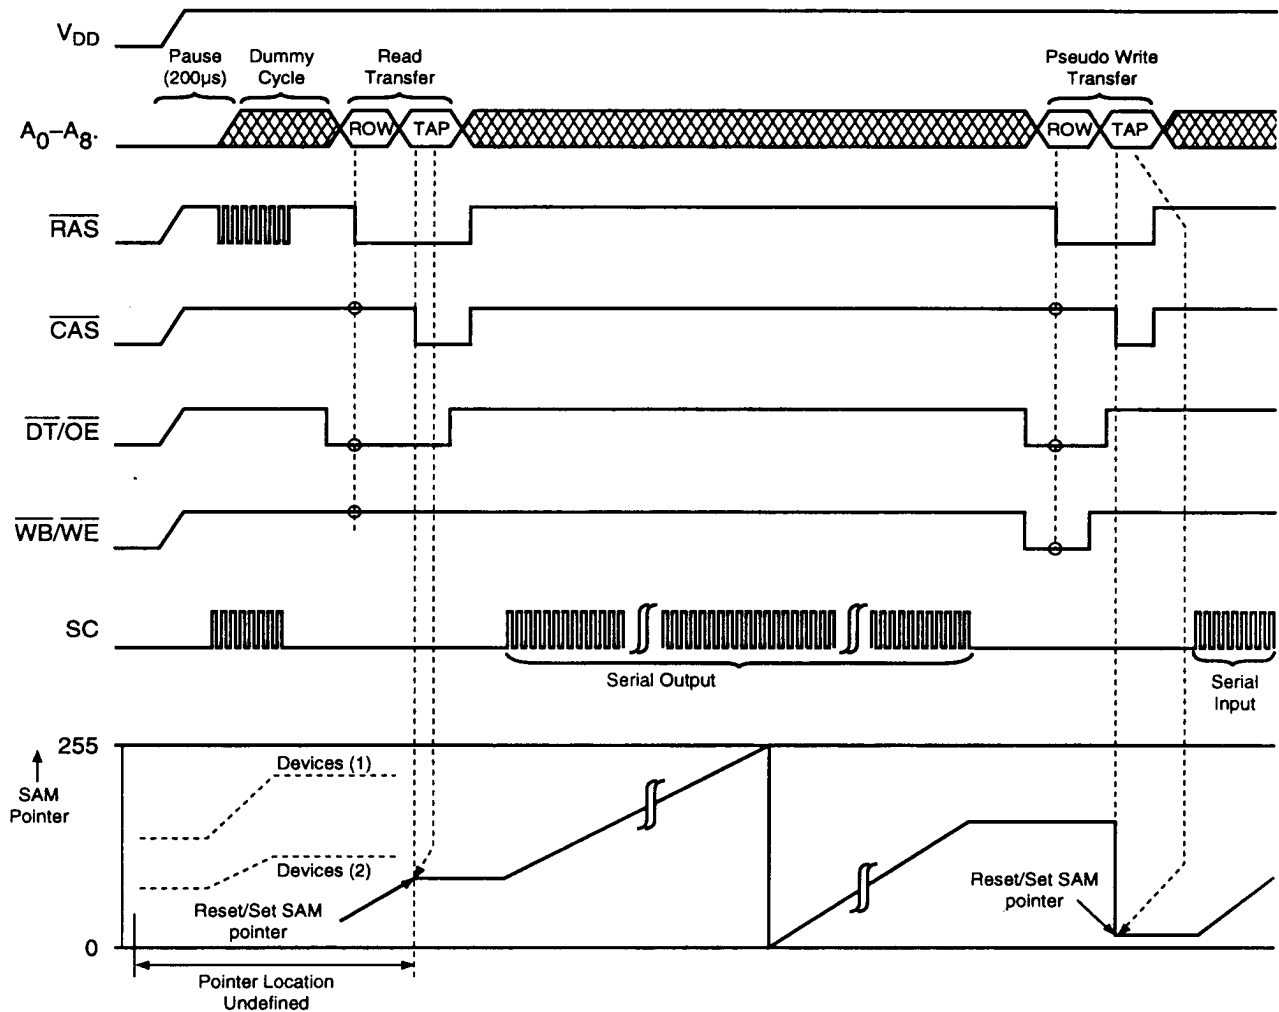 VDD
Pause
(200µs)
Dummy
Cycle
Read
Transfer
Pseudo Write
Transfer
A0–A8.
ROW
TAP
ROW
TAP
RAS
CAS
DT/OE
WB/WE
SC
Serial Output
Serial
Input
255
SAM
Pointer
Devices (1)
Devices (2)
Reset/Set SAM
pointer
Reset/Set SAM
pointer
0
Pointer Location
Undefined